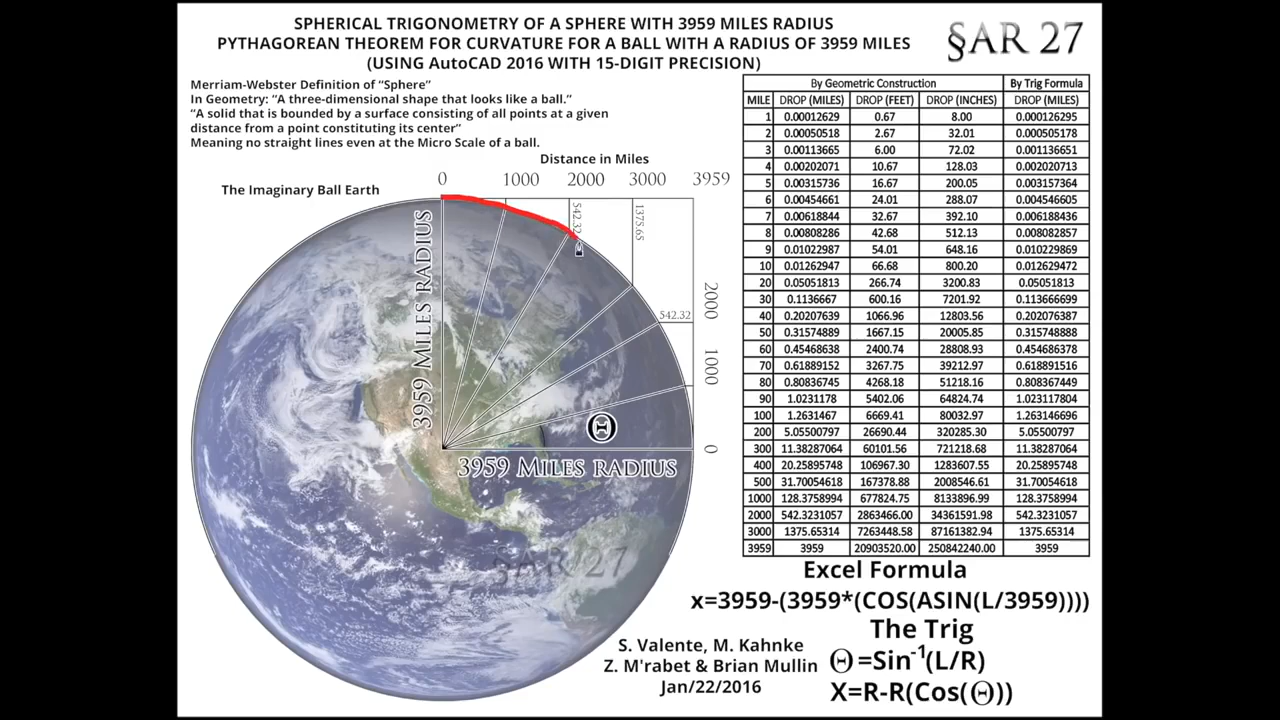 SPHERICAL TRIGONOMETRY OF A SPHERE WITH 3959 MILES RADIUS
PYTHAGOREAN THEOREM FOR CURVATURE FOR A BALL WITH A RADIUS OF 3959 MILES
(USING AutoCAD 2016 WITH 15-DIGIT PRECISION)
§AR 27
Merriam-Webster Definition of “Sphere”
In Geometry: “A three-dimensional shape that looks like a ball.”
“A solid that is bounded by a surface consisting of all points at a given
distance from a point constituting its center”
Meaning no straight lines even at the Micro Scale of a ball.
Distance in Miles
0 1000 2000 3000 3959
The Imaginary Ball Earth
542.32
1375.65
3959 MILES RADIUS
2000
542.32
1000
Θ
0
3959 MILES RADIUS
§AR 27
By Geometric Construction By Trig Formula
MILE DROP (MILES) DROP (FEET) DROP (INCHES) DROP (MILES)
1 0.00012629 0.67 8.00 0.000126295
2 0.00050518 2.67 32.01 0.000505178
3 0.00113665 6.00 72.02 0.001136651
4 0.00202071 10.67 128.03 0.002020713
5 0.00315736 16.67 200.05 0.003157364
6 0.00454661 24.01 288.07 0.004546605
7 0.00618844 32.67 392.10 0.006188436
8 0.00808286 42.68 512.13 0.008082857
9 0.01022987 54.01 648.16 0.010229869
10 0.01262947 66.68 800.20 0.012629472
20 0.05051813 266.74 3200.83 0.05051813
30 0.1136667 600.16 7201.92 0.113666699
40 0.20207639 1066.96 12803.56 0.202076387
50 0.31574889 1667.15 20005.85 0.315748888
60 0.45468638 2400.74 28808.93 0.454686378
70 0.61889152 3267.75 39212.97 0.618891516
80 0.80836745 4268.18 51218.16 0.808367449
90 1.0231178 5402.06 64824.74 1.023117804
100 1.2631467 6669.41 80032.97 1.263146696
200 5.05500797 26690.44 320285.30 5.05500797
300 11.38287064 60101.56 721218.68 11.38287064
400 20.25895748 106967.30 1283607.55 20.25895748
500 31.70054618 167378.88 2008546.61 31.70054618
1000 128.3758994 677824.75 8133896.99 128.3758994
2000 542.3231057 2863466.00 34361591.98 542.3231057
3000 1375.65314 7263448.58 87161382.94 1375.65314
3959 3959 20903520.00 250842240.00 3959
Excel Formula
x=3959-(3959*(COS(ASIN(L/3959))))
The Trig
Θ=Sin⁻¹(L/R)
X=R-R(Cos(Θ))
S. Valente, M. Kahnke
Z. M'rabet & Brian Mullin
Jan/22/2016